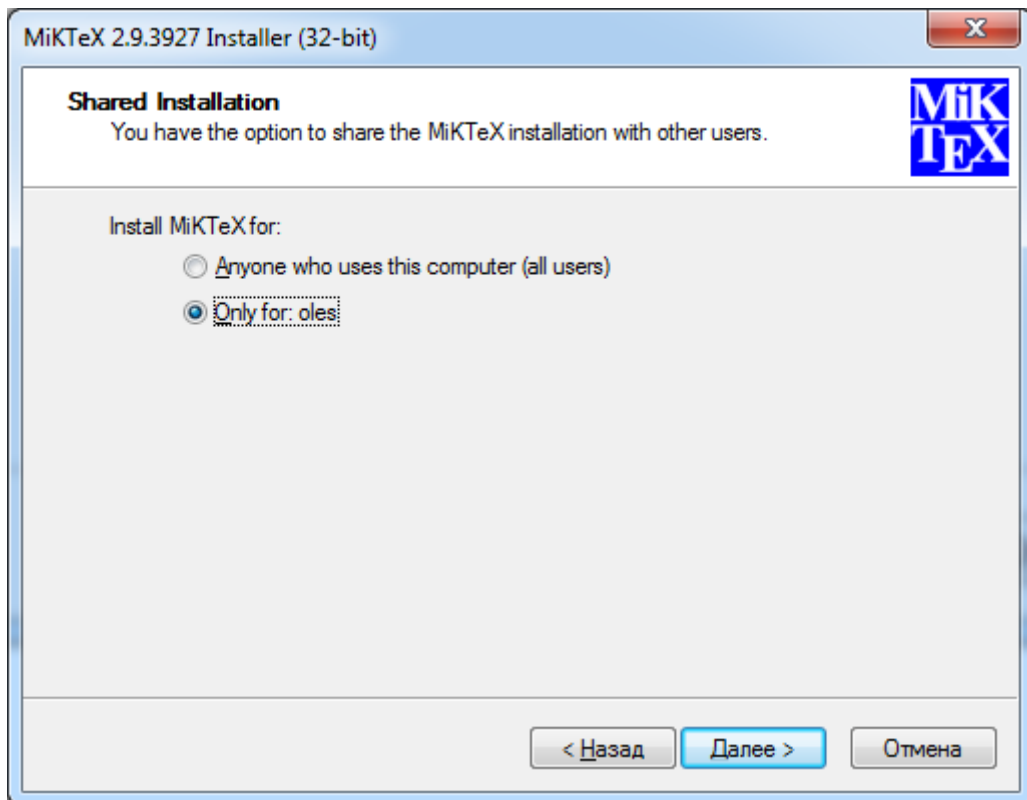 MiKTeX 2.9.3927 Installer (32-bit)
Shared Installation
You have the option to share the MiKTeX installation with other users.
MiK
TEX
Install MiKTeX for:
Anyone who uses this computer (all users)
Only for: oles
< Назад
Далее >
Отмена